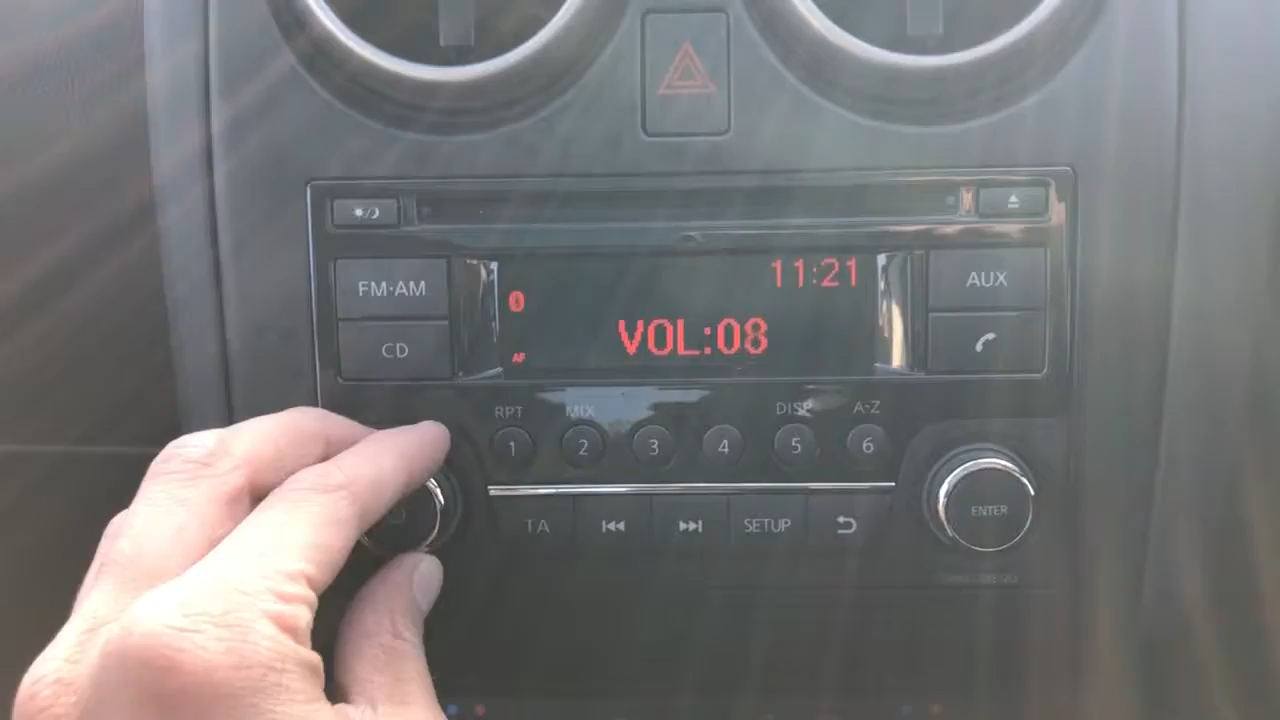 FM·AM
CD
11:21
VOL:08
AF
AUX
RPT
MIX
DISP
A-Z
1
2
3
4
5
6
TA
SETUP
ENTER